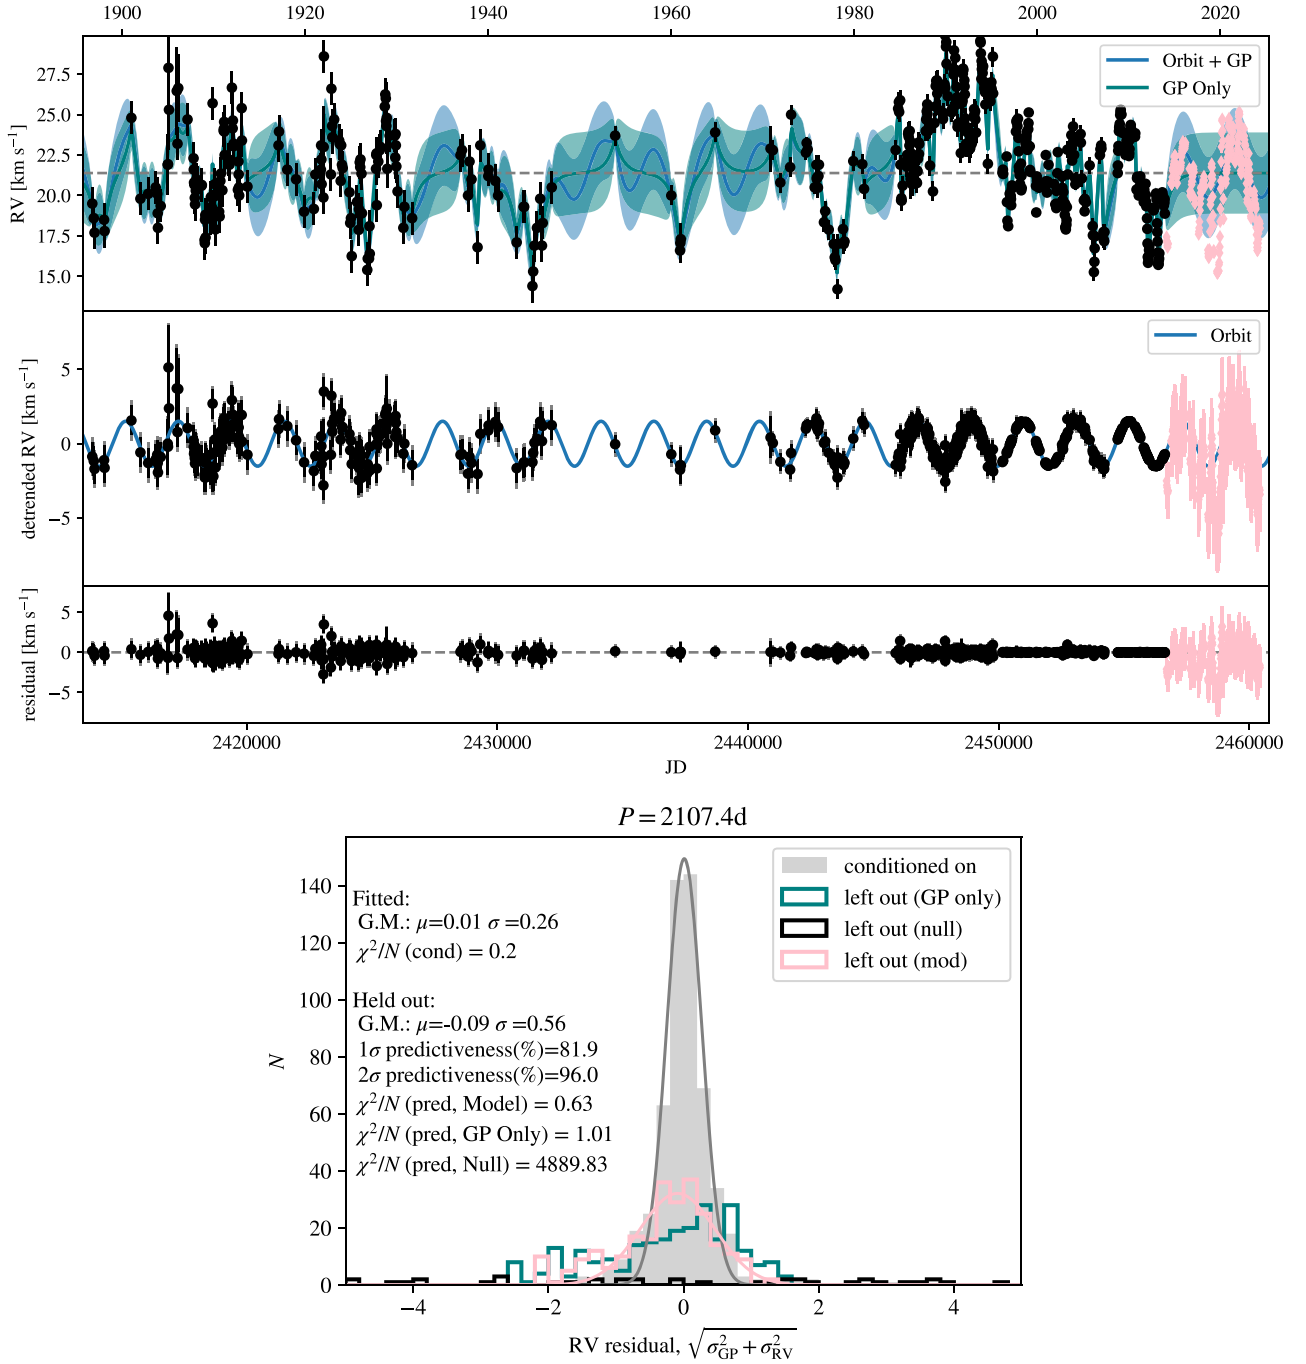 1900 1920 1940 1960 1980 2000 2020
RV [km s⁻¹]
27.5
25.0
22.5
20.0
17.5
15.0
Orbit + GP
GP Only
detrended RV [km s⁻¹]
5
0
−5
Orbit
residual [km s⁻¹]
5
0
−5
2420000 2430000 2440000 2450000 2460000
JD
P = 2107.4d
N
140
120
100
80
60
40
20
0
Fitted:
G.M.: μ=0.01 σ =0.26
χ²/N (cond) = 0.2
Held out:
G.M.: μ=-0.09 σ =0.56
1σ predictiveness(%)=81.9
2σ predictiveness(%)=96.0
χ²/N (pred, Model) = 0.63
χ²/N (pred, GP Only) = 1.01
χ²/N (pred, Null) = 4889.83
conditioned on
left out (GP only)
left out (null)
left out (mod)
−4 −2 0 2 4
RV residual, √(σ²_GP + σ²_RV)